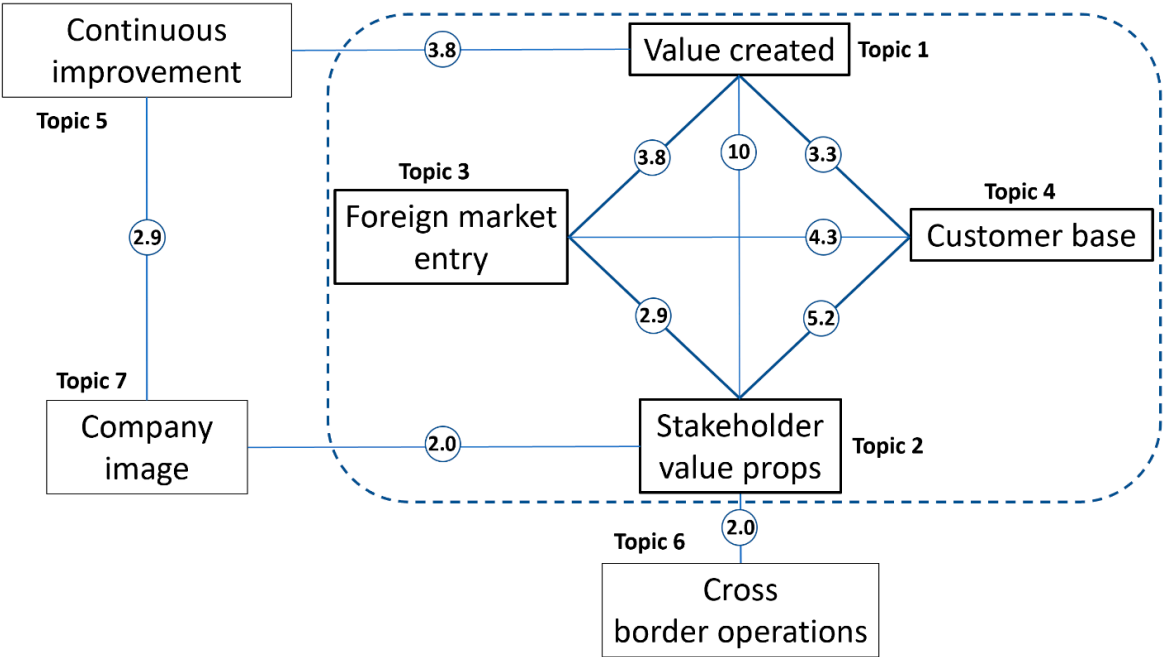 Continuous
improvement
3.8
Value created
Topic 1
Topic 5
3.8
10
3.3
Topic 3
Topic 4
Foreign market
entry
Customer base
2.9
4.3
2.9
5.2
Topic 7
Company
image
2.0
Stakeholder
value props
Topic 2
2.0
Topic 6
Cross
border operations